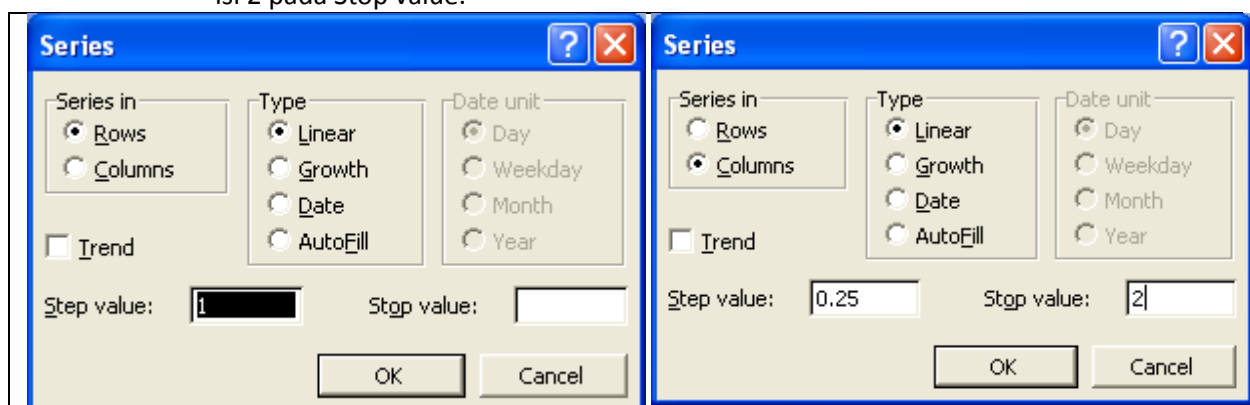 isi 2 pada Stop value.
Series
Series in
Rows
Columns
Type
Linear
Growth
Date
AutoFill
Date unit
Day
Weekday
Month
Year
Trend
Step value: 1 Stop value:
OK Cancel
Series
Series in
Rows
Columns
Type
Linear
Growth
Date
AutoFill
Date unit
Day
Weekday
Month
Year
Trend
Step value: 0.25 Stop value: 2
OK Cancel